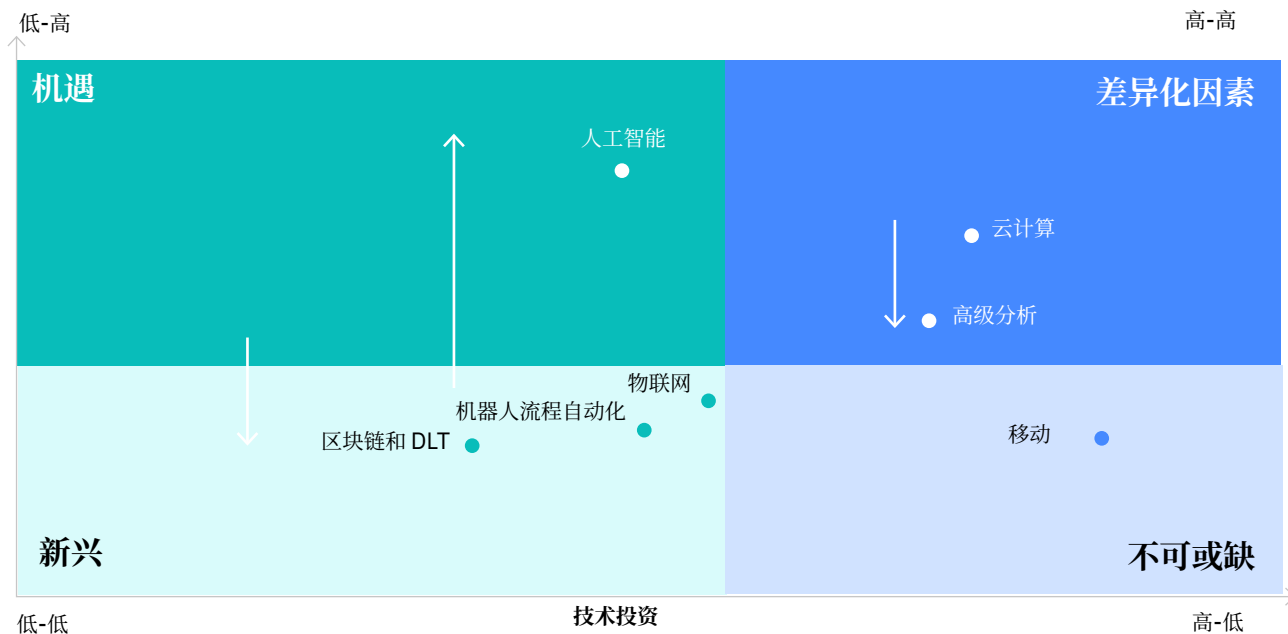 低-高
高-高
机遇
差异化因素
人工智能
云计算
高级分析
物联网
机器人流程自动化
区块链和 DLT
移动
新兴
不可或缺
低-低
技术投资
高-低